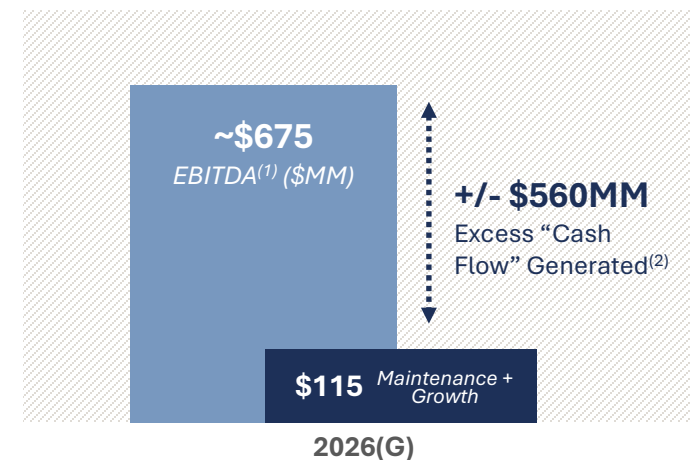 ~$675
EBITDA(1) ($MM)
+/- $560MM
Excess “Cash
Flow” Generated(2)
$115 Maintenance +
Growth
2026(G)